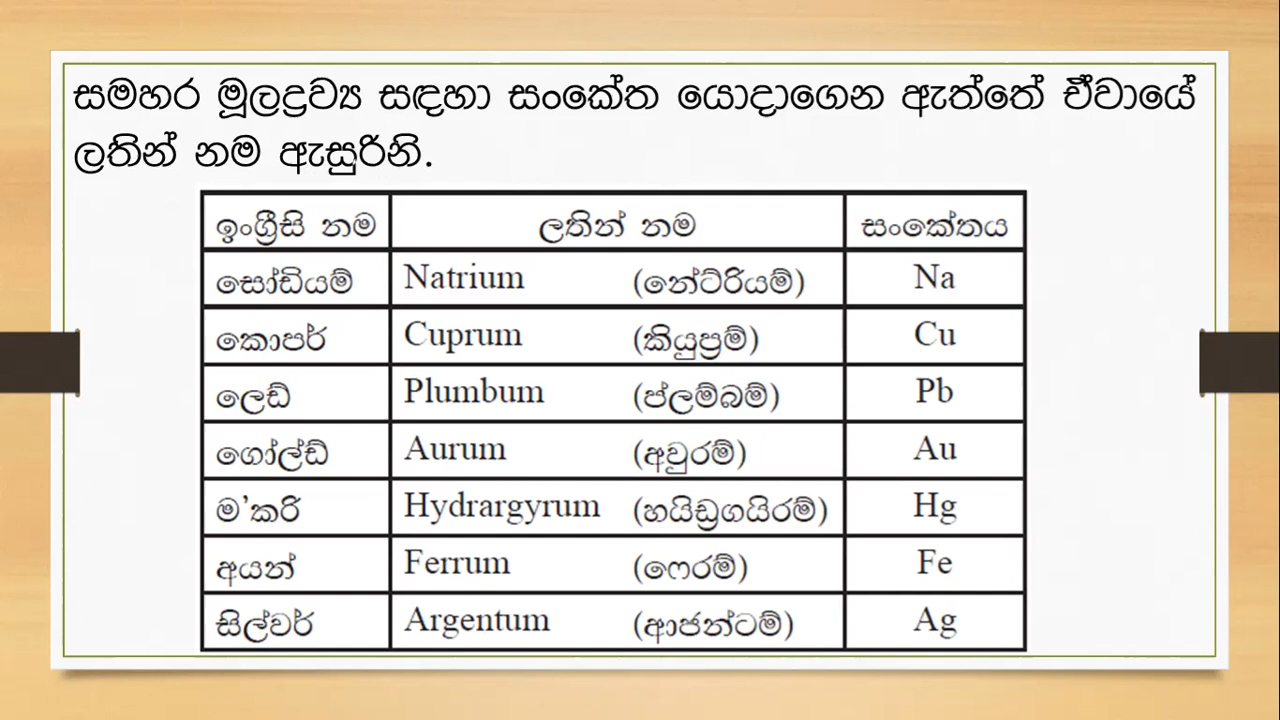 සමහර මූලද්‍රව්‍ය සඳහා සංකේත යොදාගෙන ඇත්තේ ඒවායේ
ලතින් නම ඇසුරිනි.
ඉංග්‍රීසි නම ලතින් නම සංකේතය
සෝඩියම් Natrium (නේට්රියම්) Na
කොපර් Cuprum (කියුප්‍රම්) Cu
ලෙඩ් Plumbum (ප්ලම්බම්) Pb
ගෝල්ඩ් Aurum (අවුරම්) Au
ම'කරි Hydrargyrum (හයිඩ්‍රගයිරම්) Hg
අයන් Ferrum (ෆෙරම්) Fe
සිල්වර් Argentum (ආජන්ටම්) Ag